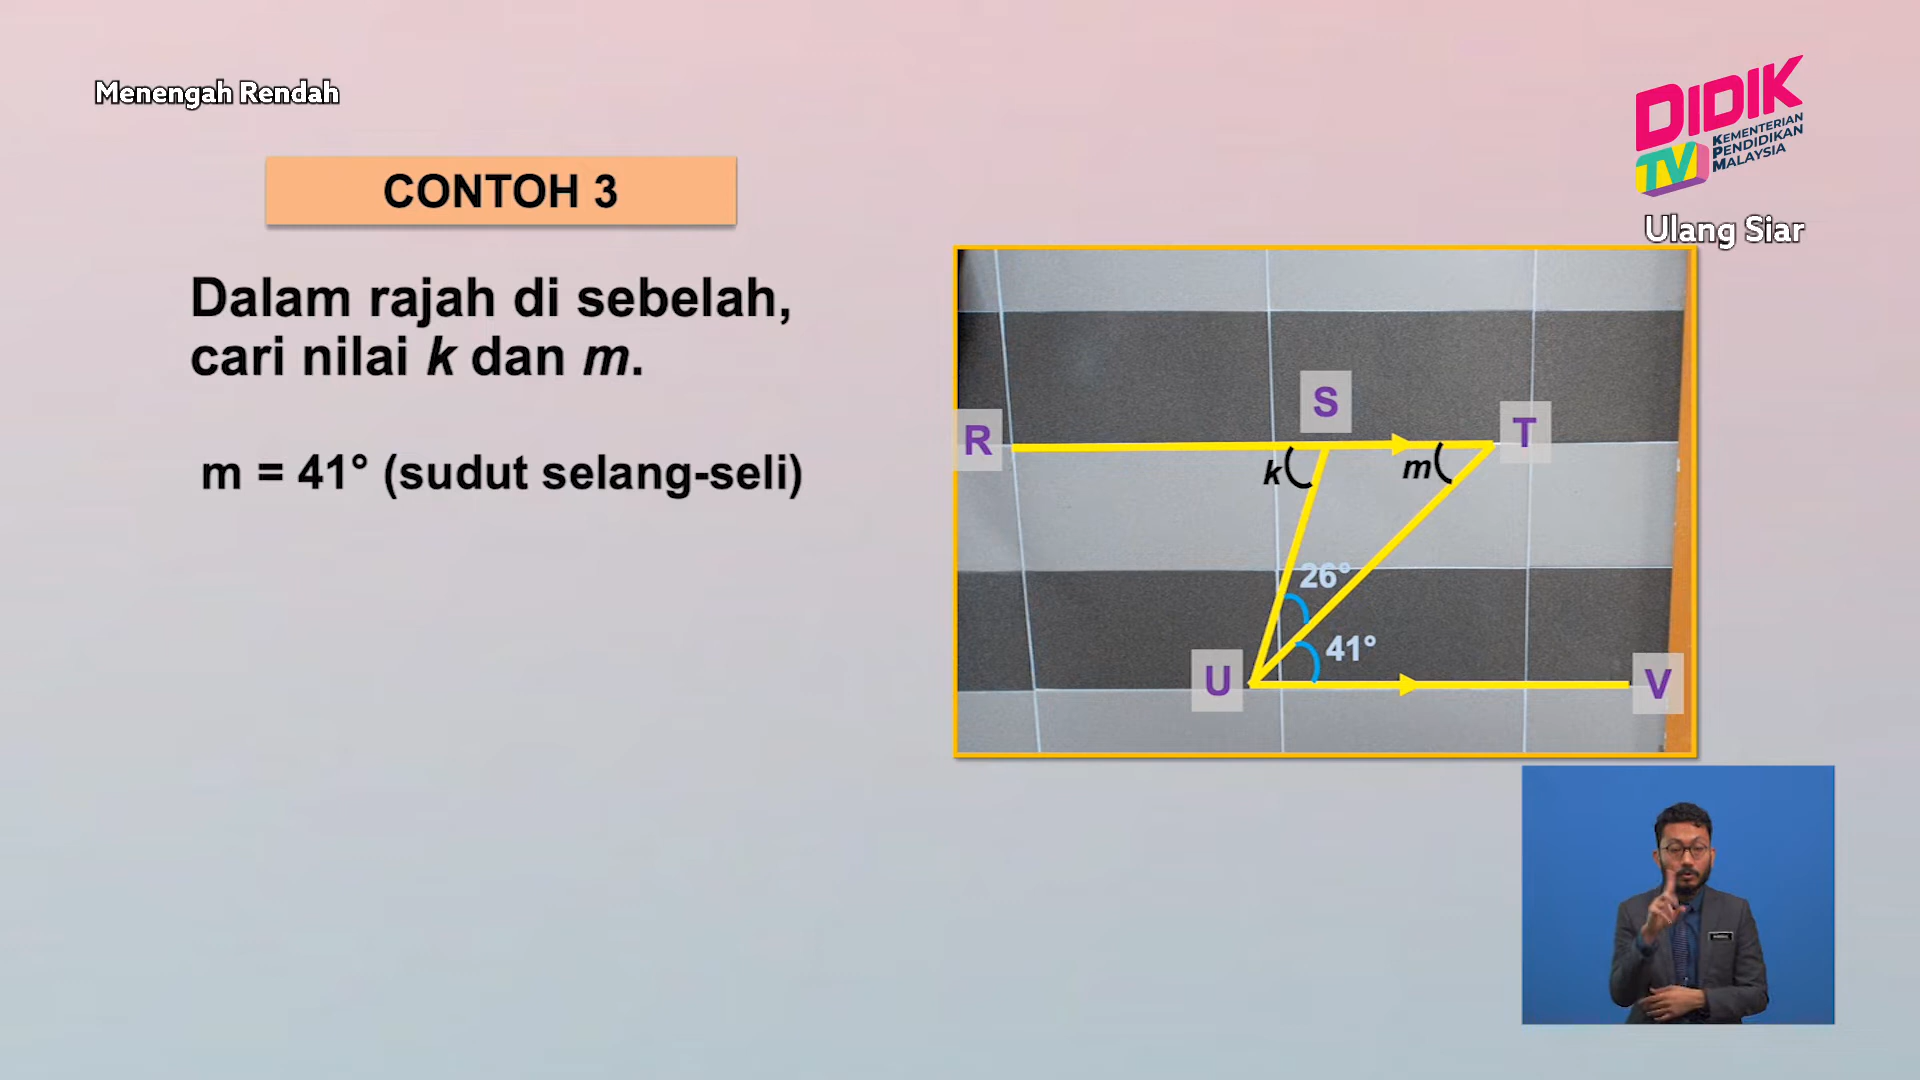 Menengah Rendah
DIDIK
TV
KEMENTERIAN
PENDIDIKAN
MALAYSIA
Ulang Siar
CONTOH 3
Dalam rajah di sebelah,
cari nilai k dan m.
m = 41° (sudut selang-seli)
S
R
T
k
m
26°
41°
U
V